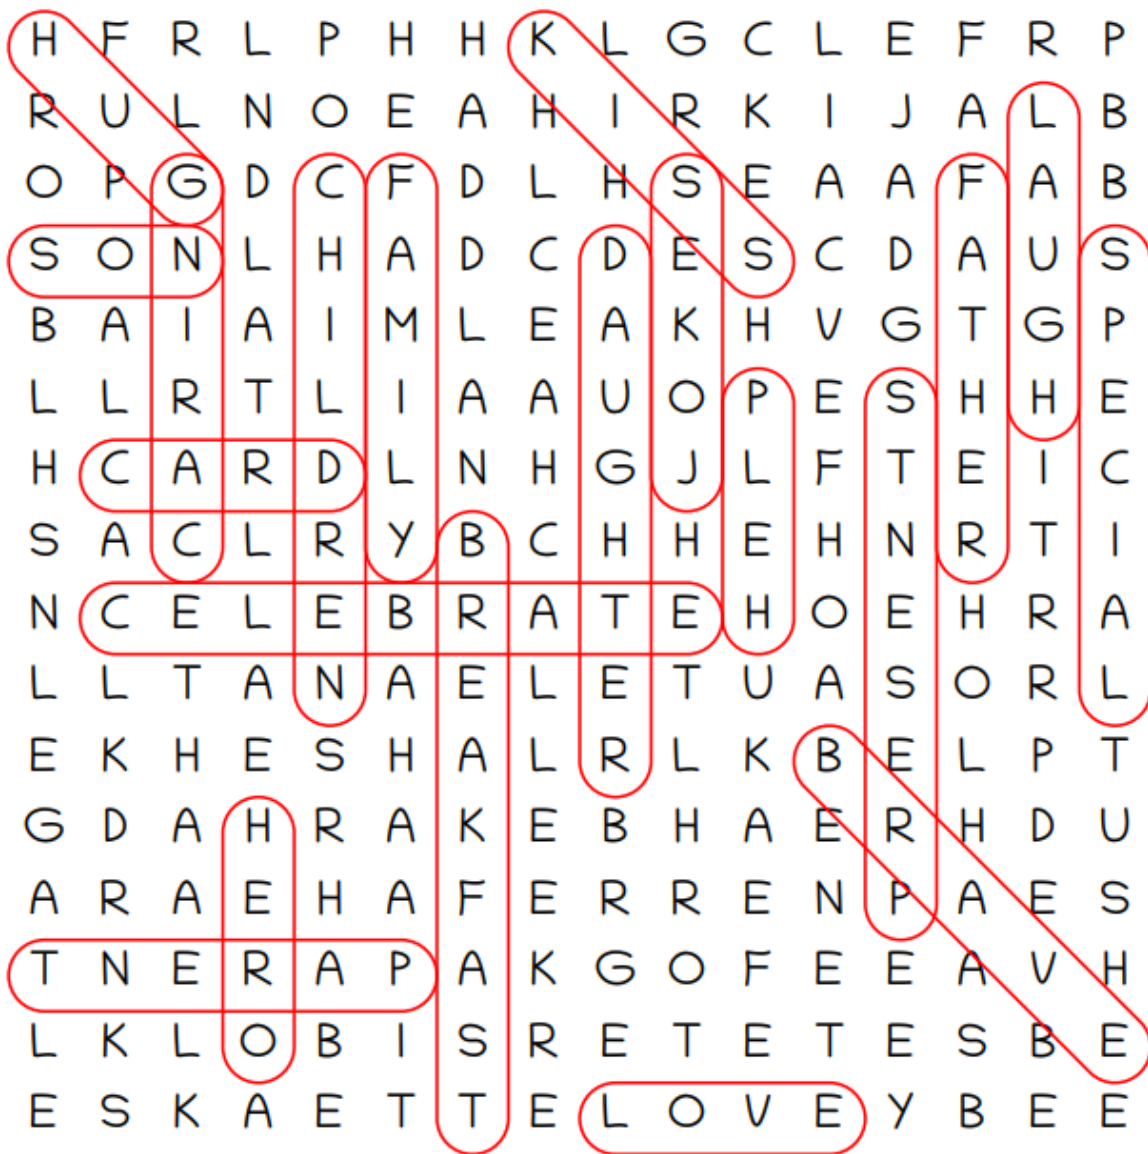 H F R L P H H K L G C L E F R P
R U L N O E A H I R K I J A L B
O P G D C F D L H S E A A F A B
S O N L H A D C D E S C D A U S
B A I A I M L E A K H V G T G P
L L R T L I A A U O P E S H H E
H C A R D L N H G J L F T E I C
S A C L R Y B C H H E H N R T I
N C E L E B R A T E H O E H R A
L L T A N A E L E T U A S O R L
E K H E S H A L R L K B E L P T
G D A H R A K E B H A E R H D U
A R A E H A F E R R E N P A E S
T N E R A P A K G O F E E A V H
L K L O B I S R E T E T E S B E
E S K A E T T E L O V E Y B E E